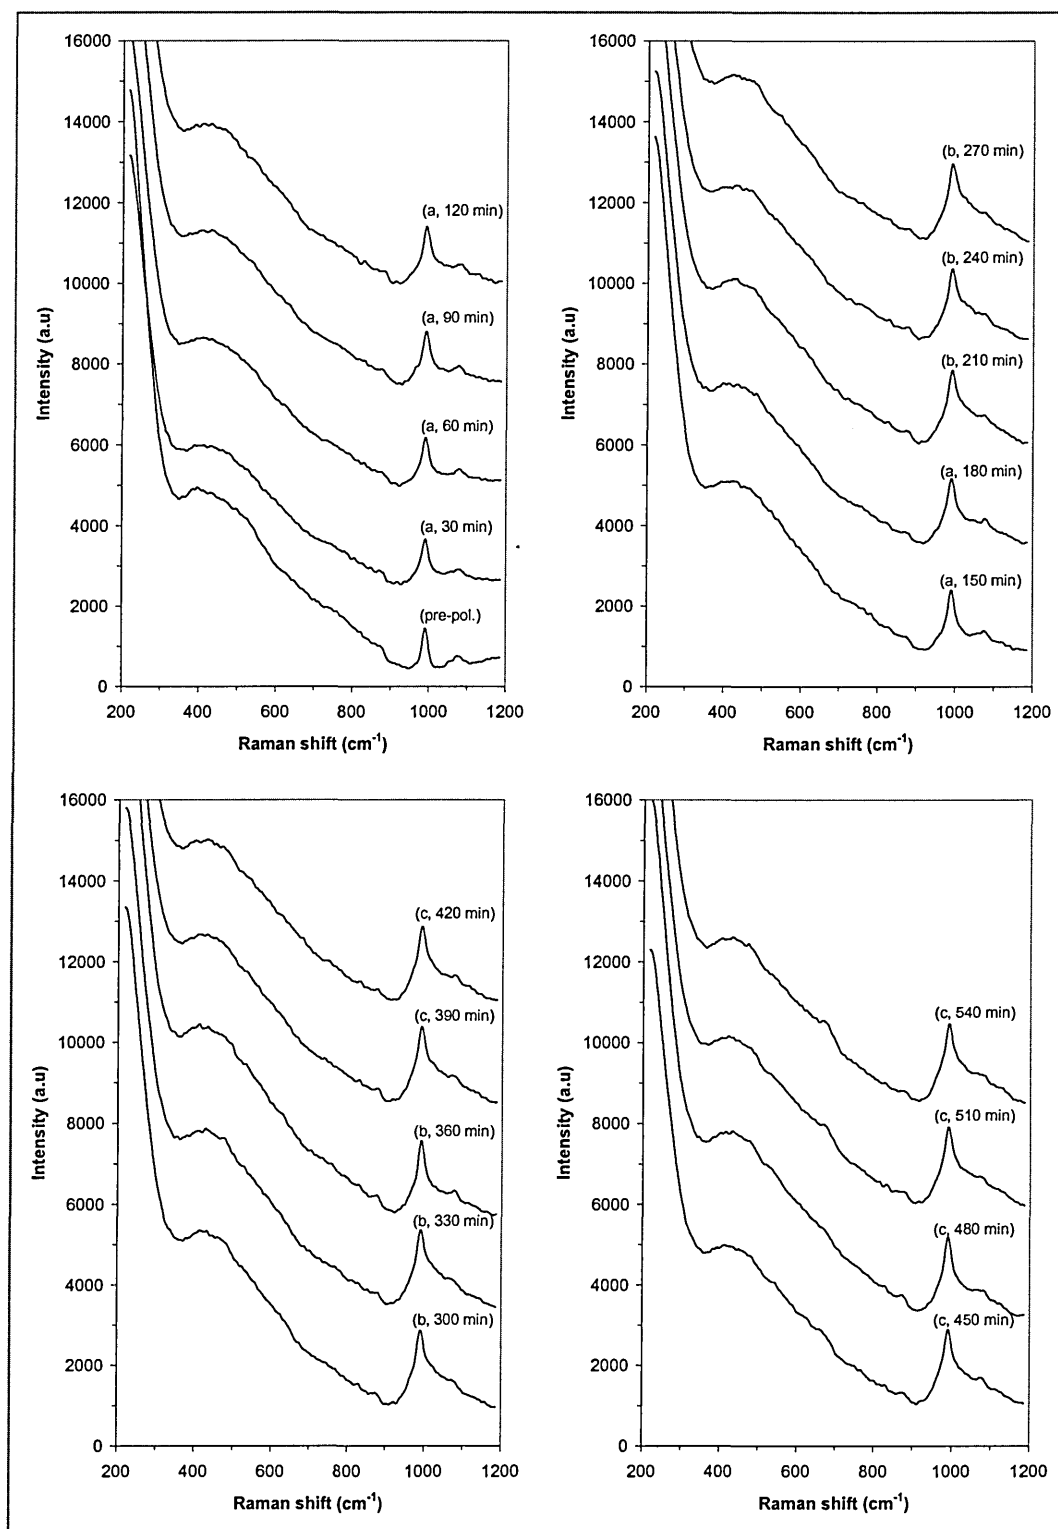 16000
14000
12000
10000
8000
6000
4000
2000
0
Intensity (a.u)
(a, 120 min)
(a, 90 min)
(a, 60 min)
(a, 30 min)
(pre-pol.)
200 400 600 800 1000 1200
Raman shift (cm⁻¹)
16000
14000
12000
10000
8000
6000
4000
2000
0
Intensity (a.u)
(b, 270 min)
(b, 240 min)
(b, 210 min)
(a, 180 min)
(a, 150 min)
200 400 600 800 1000 1200
Raman shift (cm⁻¹)
16000
14000
12000
10000
8000
6000
4000
2000
0
Intensity (a.u)
(c, 420 min)
(c, 390 min)
(b, 360 min)
(b, 330 min)
(b, 300 min)
200 400 600 800 1000 1200
Raman shift (cm⁻¹)
16000
14000
12000
10000
8000
6000
4000
2000
0
Intensity (a.u)
(c, 540 min)
(c, 510 min)
(c, 480 min)
(c, 450 min)
200 400 600 800 1000 1200
Raman shift (cm⁻¹)